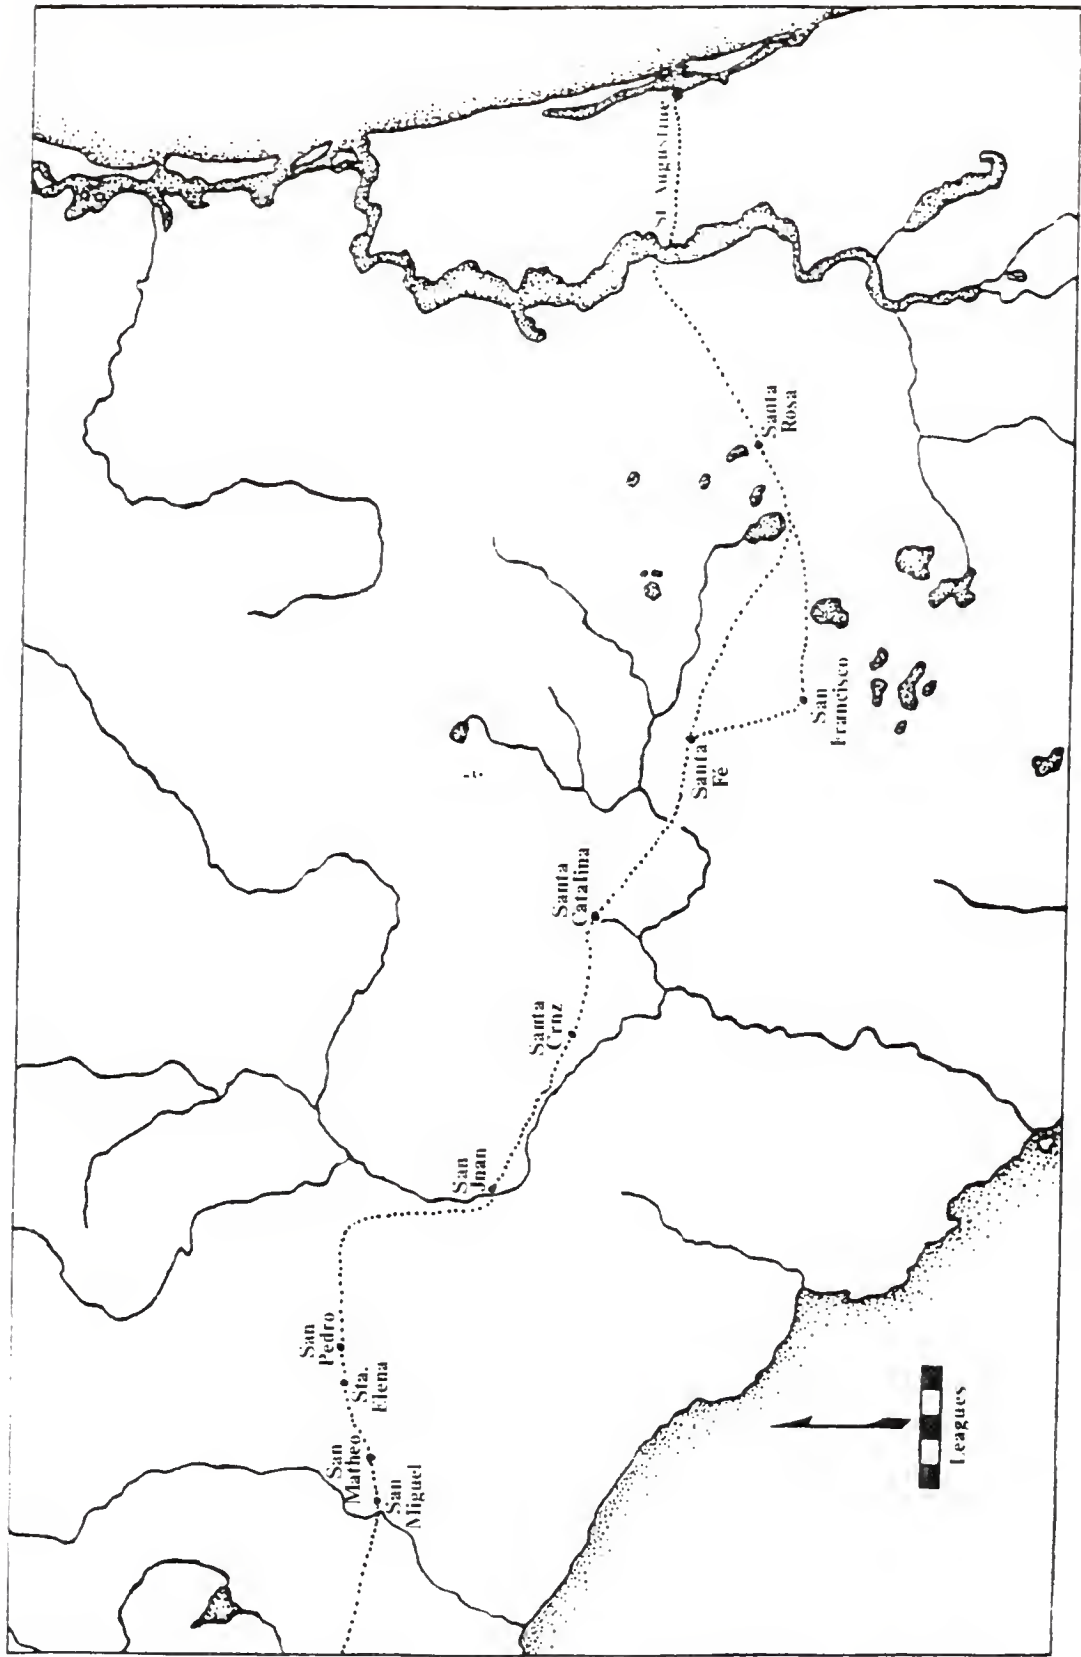 San
Matheo
San
Miguel
San
Pedro
Sta.
Elena
San
Juan
Santa
Cruz
Santa
Catalina
Santa
Fé
San
Francisco
Santa
Rosa
St. Augustine
Leagues